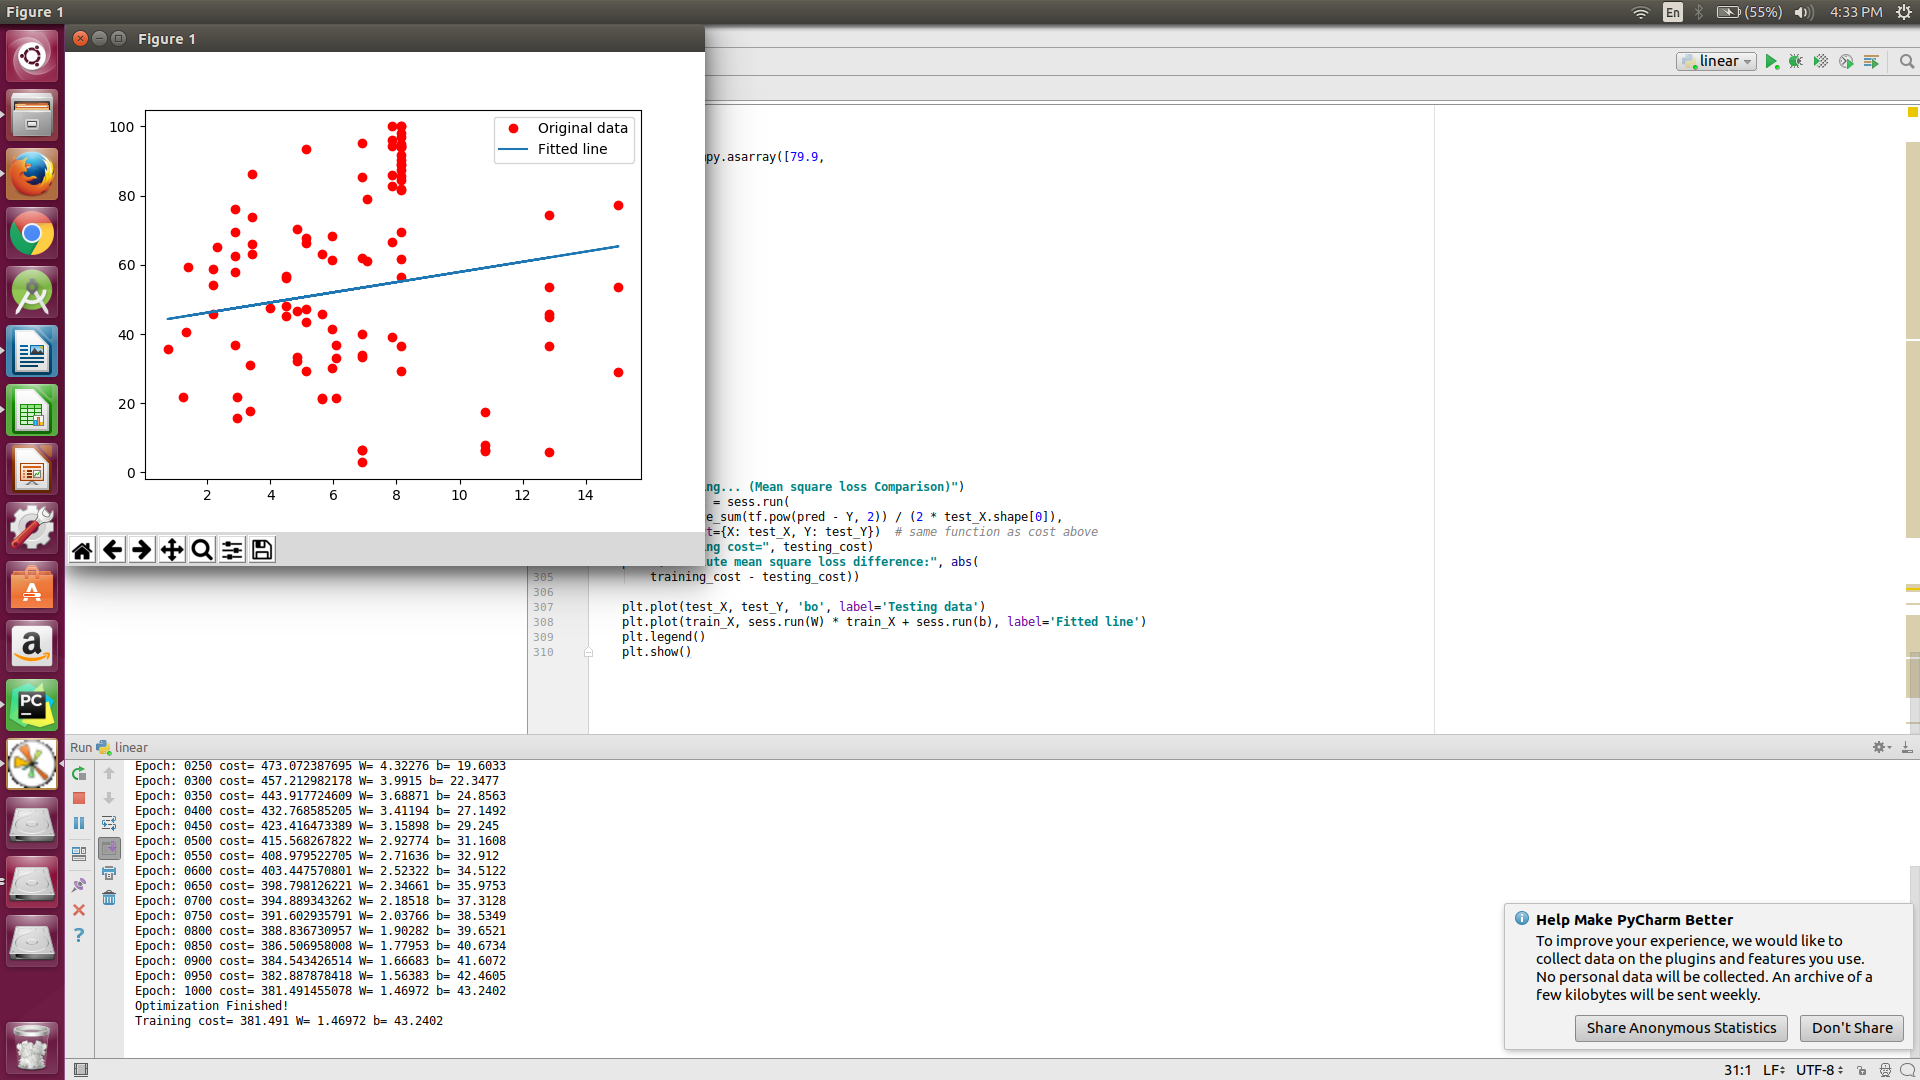 Figure 1
En
(55%)
4:33 PM
Figure 1
linear
100
80
60
40
20
0
2 4 6 8 10 12 14
Original data
Fitted line
py.asarray([79.9,
ng... (Mean square loss Comparison)")
= sess.run(
e_sum(tf.pow(pred - Y, 2)) / (2 * test_X.shape[0]),
t={X: test_X, Y: test_Y})  # same function as cost above
ng cost=", testing_cost)
ute mean square loss difference:", abs(
305 training_cost - testing_cost))
306
307 plt.plot(test_X, test_Y, 'bo', label='Testing data')
308 plt.plot(train_X, sess.run(W) * train_X + sess.run(b), label='Fitted line')
309 plt.legend()
310 plt.show()
PC
Run linear
Epoch: 0250 cost= 473.072387695 W= 4.32276 b= 19.6033
Epoch: 0300 cost= 457.212982178 W= 3.9915 b= 22.3477
Epoch: 0350 cost= 443.917724609 W= 3.68871 b= 24.8563
Epoch: 0400 cost= 432.768585205 W= 3.41194 b= 27.1492
Epoch: 0450 cost= 423.416473389 W= 3.15898 b= 29.245
Epoch: 0500 cost= 415.568267822 W= 2.92774 b= 31.1608
Epoch: 0550 cost= 408.979522705 W= 2.71636 b= 32.912
Epoch: 0600 cost= 403.447570801 W= 2.52322 b= 34.5122
Epoch: 0650 cost= 398.798126221 W= 2.34661 b= 35.9753
Epoch: 0700 cost= 394.889343262 W= 2.18518 b= 37.3128
Epoch: 0750 cost= 391.602935791 W= 2.03766 b= 38.5349
Epoch: 0800 cost= 388.836730957 W= 1.90282 b= 39.6521
Epoch: 0850 cost= 386.506958008 W= 1.77953 b= 40.6734
Epoch: 0900 cost= 384.543426514 W= 1.66683 b= 41.6072
Epoch: 0950 cost= 382.887878418 W= 1.56383 b= 42.4605
Epoch: 1000 cost= 381.491455078 W= 1.46972 b= 43.2402
Optimization Finished!
Training cost= 381.491 W= 1.46972 b= 43.2402
Help Make PyCharm Better
To improve your experience, we would like to
collect data on the plugins and features you use.
No personal data will be collected. An archive of a
few kilobytes will be sent weekly.
Share Anonymous Statistics
Don't Share
31:1 LF UTF-8